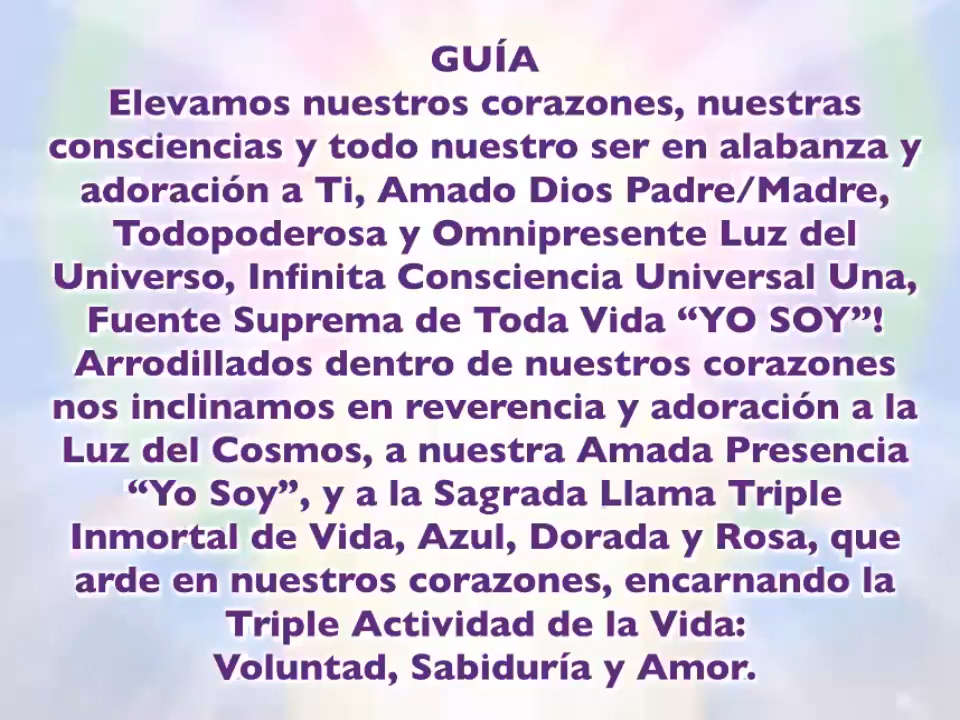 GUÍA
Elevamos nuestros corazones, nuestras
consciencias y todo nuestro ser en alabanza y
adoración a Ti, Amado Dios Padre/Madre,
Todopoderosa y Omnipresente Luz del
Universo, Infinita Consciencia Universal Una,
Fuente Suprema de Toda Vida “YO SOY”!
Arrodillados dentro de nuestros corazones
nos inclinamos en reverencia y adoración a la
Luz del Cosmos, a nuestra Amada Presencia
“Yo Soy”, y a la Sagrada Llama Triple
Inmortal de Vida, Azul, Dorada y Rosa, que
arde en nuestros corazones, encarnando la
Triple Actividad de la Vida:
Voluntad, Sabiduría y Amor.